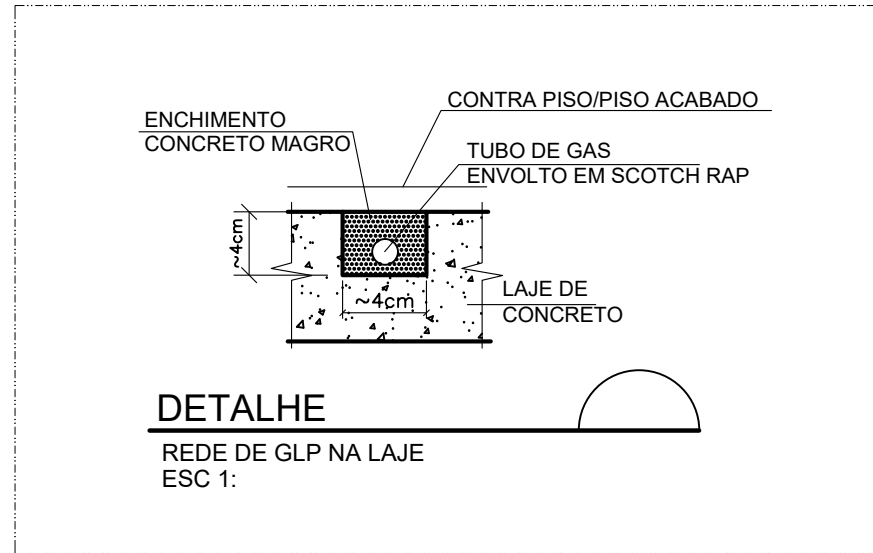 CONTRA PISO/PISO ACABADO
ENCHIMENTO
CONCRETO MAGRO
TUBO DE GAS
ENVOLTO EM SCOTCH RAP
~4cm
~4cm
LAJE DE
CONCRETO
DETALHE
REDE DE GLP NA LAJE
ESC 1: